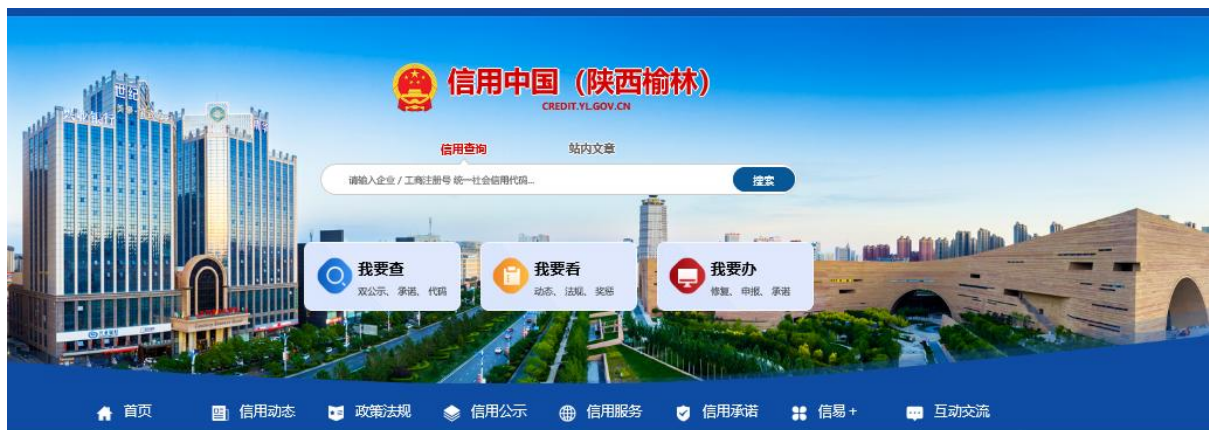 信用中国（陕西榆林）
CREDIT.YL.GOV.CN
信用查询 站内文章
请输入企业 / 工商注册号 统一社会信用代码...
搜索
我要查 我要看 我要办
双公示、承诺、代码 动态、法规、奖惩 修复、申报、承诺
首页 信用动态 政策法规 信用公示 信用服务 信用承诺 信易+ 互动交流